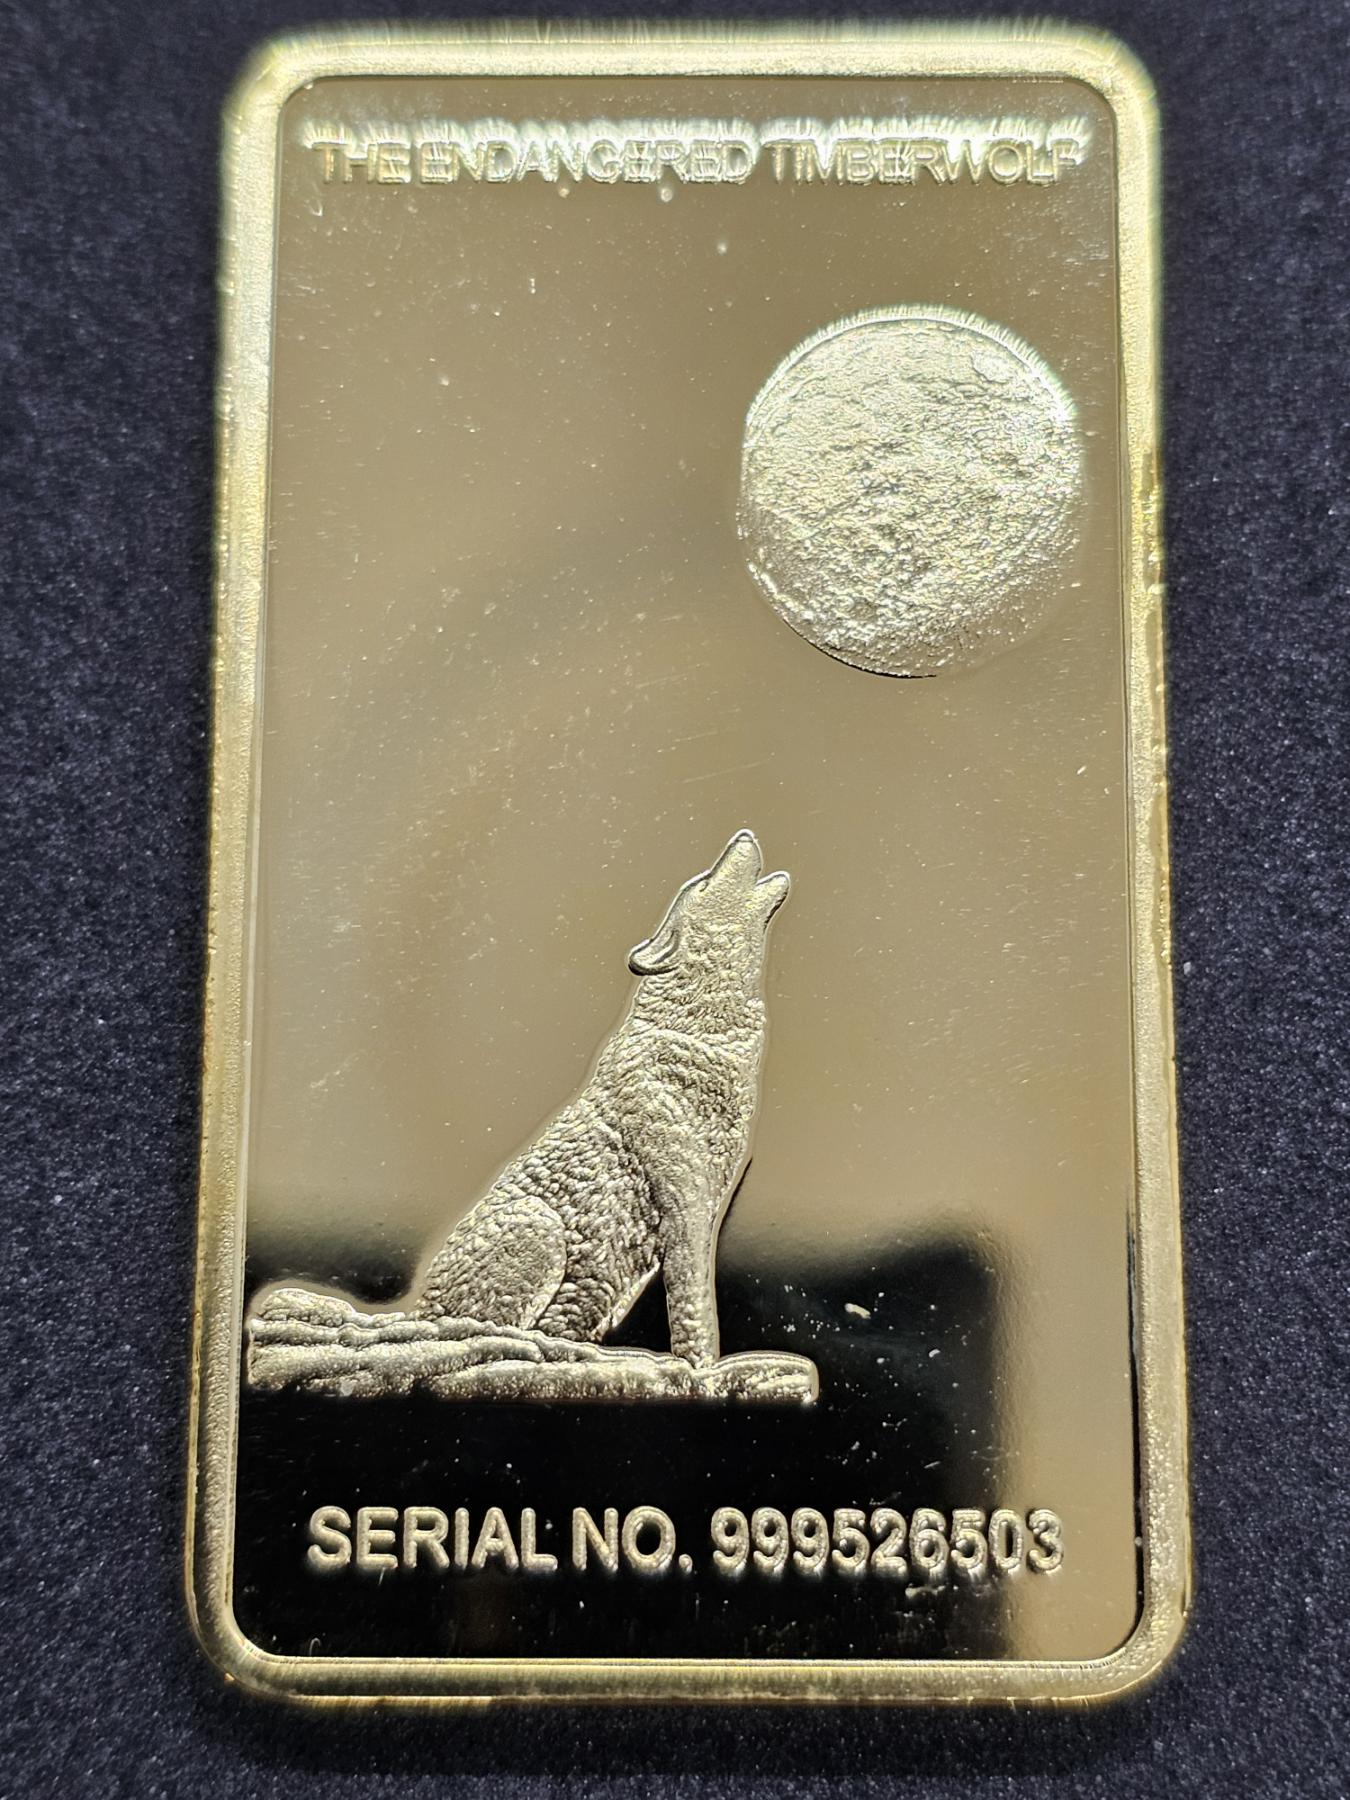 THE ENDANGERED TIMBERWOLF
SERIAL NO. 999526503